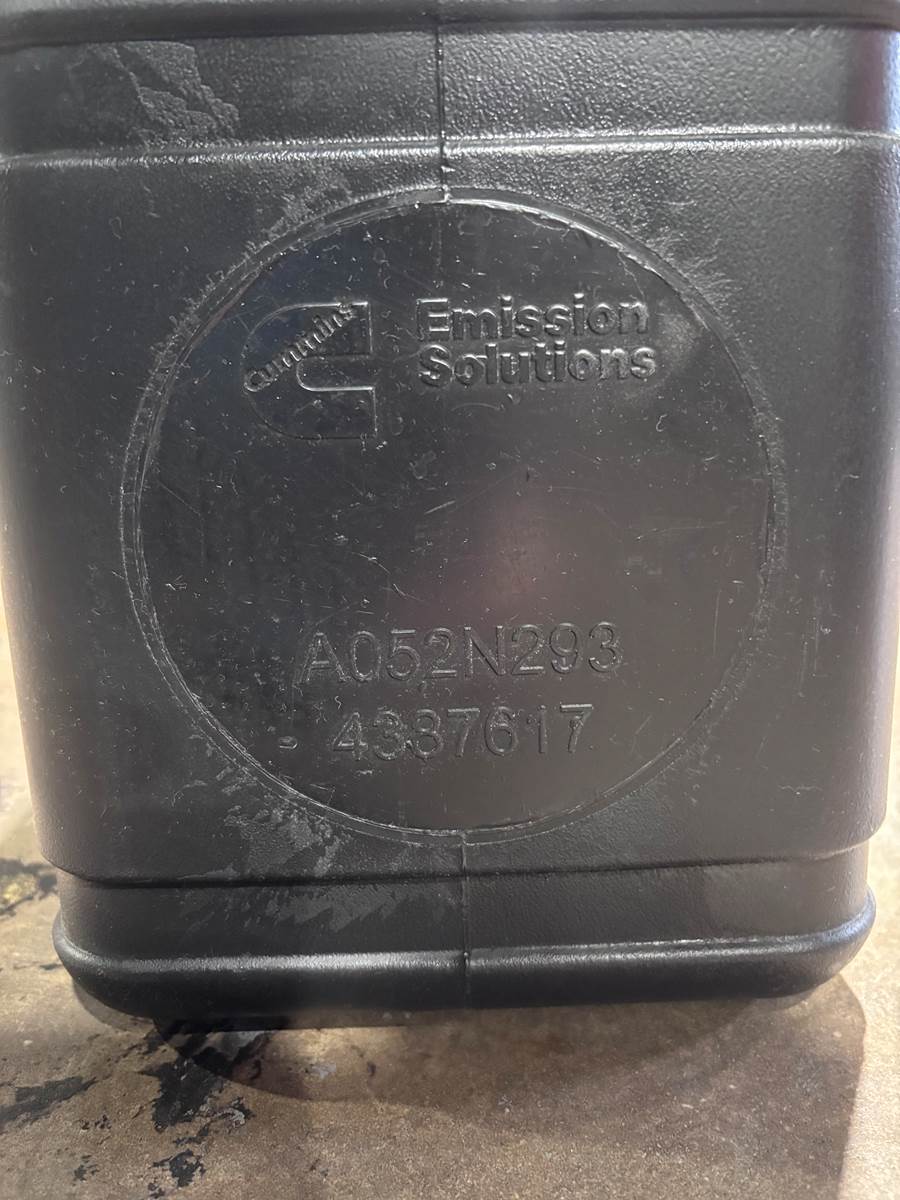 Cummins
Emission
Solutions
A052N293
4387617